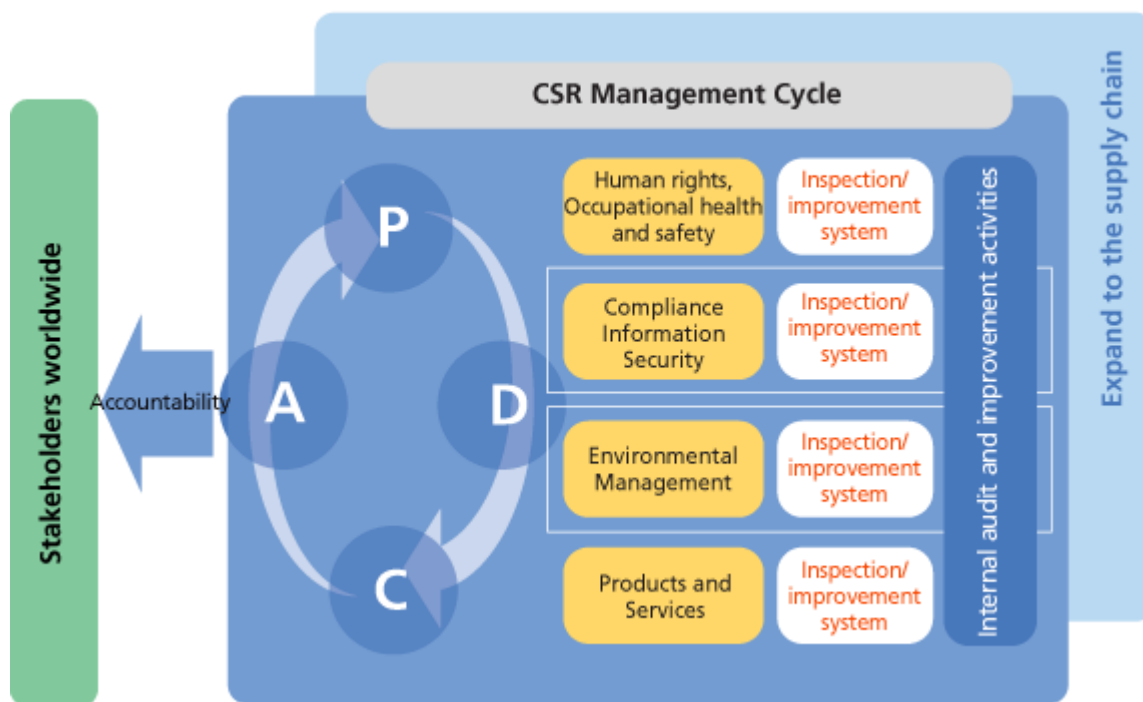 CSR Management Cycle
Expand to the supply chain
Stakeholders worldwide
Accountability
P
D
C
A
Human rights,
Occupational health
and safety
Inspection/
improvement
system
Compliance
Information
Security
Inspection/
improvement
system
Environmental
Management
Inspection/
improvement
system
Products and
Services
Inspection/
improvement
system
Internal audit and improvement activities